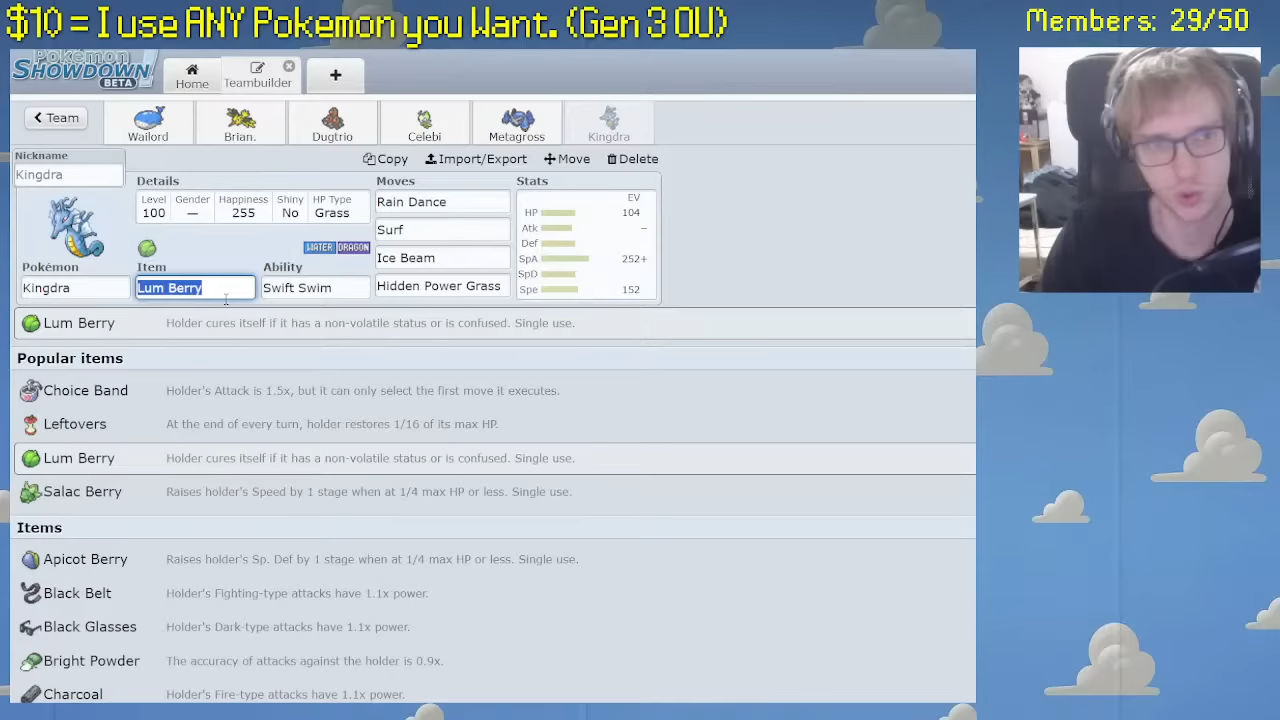 $10 = I use ANY Pokemon you Want. (Gen 3 OU)
Members: 29/50
Pokémon
SHOWDOWN!
BETA
Home
Teambuilder
+
Team
Wailord
Brian.
Dugtrio
Celebi
Metagross
Kingdra
Nickname
Kingdra
Copy
Import/Export
Move
Delete
Details
Level
Gender
Happiness
Shiny
HP Type
100
—
255
No
Grass
WATER
DRAGON
Pokémon
Item
Ability
Kingdra
Lum Berry
Swift Swim
Moves
Rain Dance
Surf
Ice Beam
Hidden Power Grass
Stats
EV
HP 104
Atk –
Def
SpA 252+
SpD
Spe 152
Lum Berry Holder cures itself if it has a non-volatile status or is confused. Single use.
Popular items
Choice Band Holder's Attack is 1.5x, but it can only select the first move it executes.
Leftovers At the end of every turn, holder restores 1/16 of its max HP.
Lum Berry Holder cures itself if it has a non-volatile status or is confused. Single use.
Salac Berry Raises holder's Speed by 1 stage when at 1/4 max HP or less. Single use.
Items
Apicot Berry Raises holder's Sp. Def by 1 stage when at 1/4 max HP or less. Single use.
Black Belt Holder's Fighting-type attacks have 1.1x power.
Black Glasses Holder's Dark-type attacks have 1.1x power.
Bright Powder The accuracy of attacks against the holder is 0.9x.
Charcoal Holder's Fire-type attacks have 1.1x power.